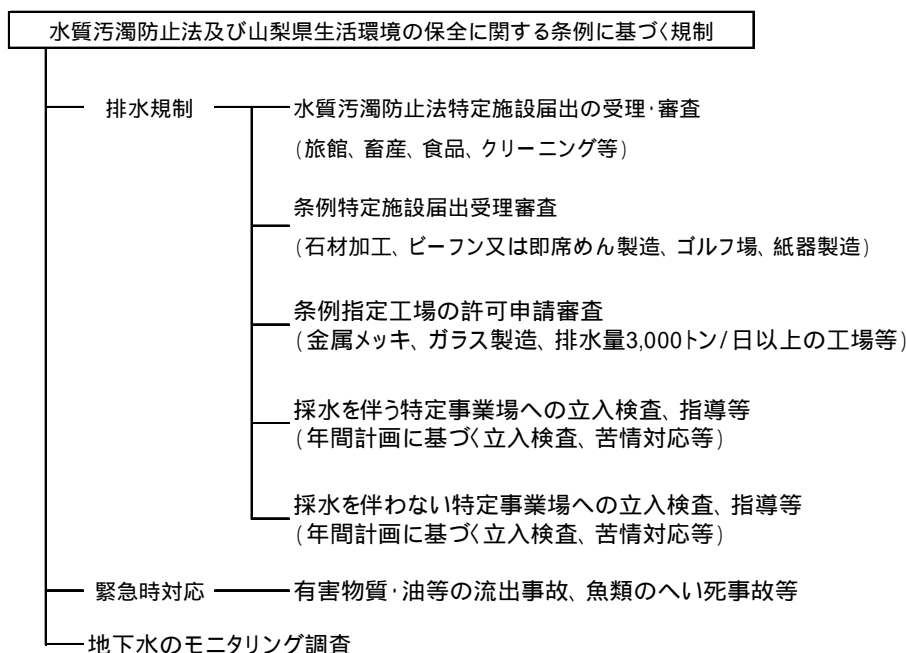 水質汚濁防止法及び山梨県生活環境の保全に関する条例に基づく規制
排水規制
水質汚濁防止法特定施設届出の受理・審査
(旅館、畜産、食品、クリーニング等)
条例特定施設届出受理審査
(石材加工、ビーフン又は即席めん製造、ゴルフ場、紙器製造)
条例指定工場の許可申請審査
(金属メッキ、ガラス製造、排水量3,000トン/日以上の工場等)
採水を伴う特定事業場への立入検査、指導等
(年間計画に基づく立入検査、苦情対応等)
採水を伴わない特定事業場への立入検査、指導等
(年間計画に基づく立入検査、苦情対応等)
緊急時対応
有害物質・油等の流出事故、魚類のへい死事故等
地下水のモニタリング調査